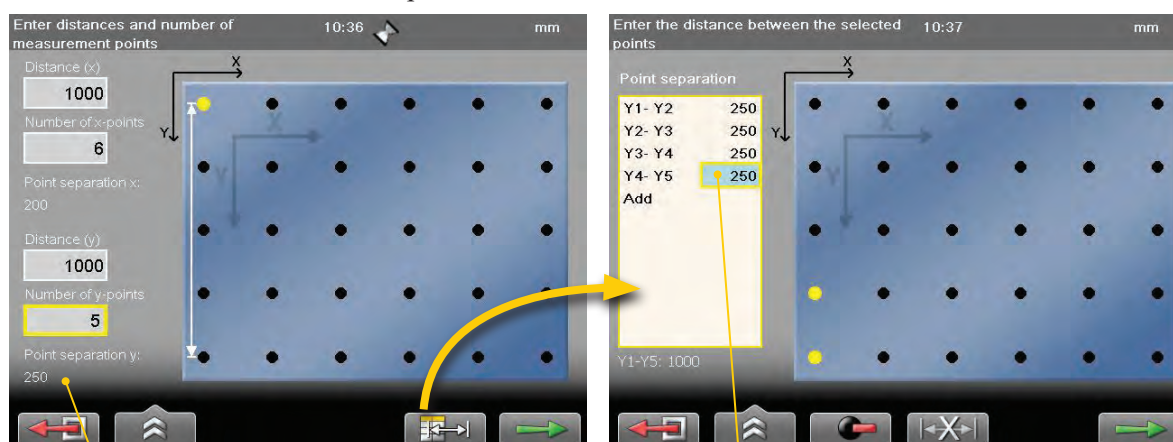 Enter distances and number of
measurement points
10:36
mm
Distance (x)
1000
Number of x-points
6
Point separation x:
200
Distance (y)
1000
Number of y-points
5
Point separation y:
250
X
Y
X
Y
Enter the distance between the selected
points
10:37
mm
Point separation
Y1- Y2 250
Y2- Y3 250
Y3- Y4 250
Y4- Y5 250
Add
Y1-Y5: 1000
X
Y
X
Y
X